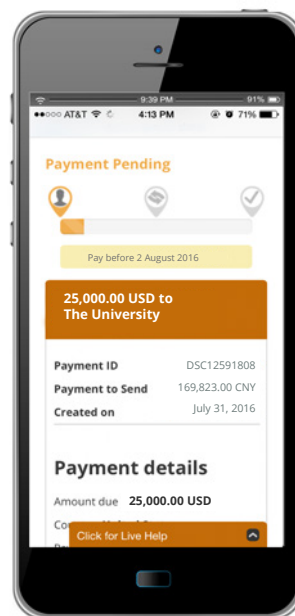 9:39 PM 91%
AT&T 4:13 PM 71%
Payment Pending
Pay before 2 August 2016
25,000.00 USD to
The University
Payment ID DSC12591808
Payment to Send 169,823.00 CNY
Created on July 31, 2016
Payment details
Amount due 25,000.00 USD
Click for Live Help